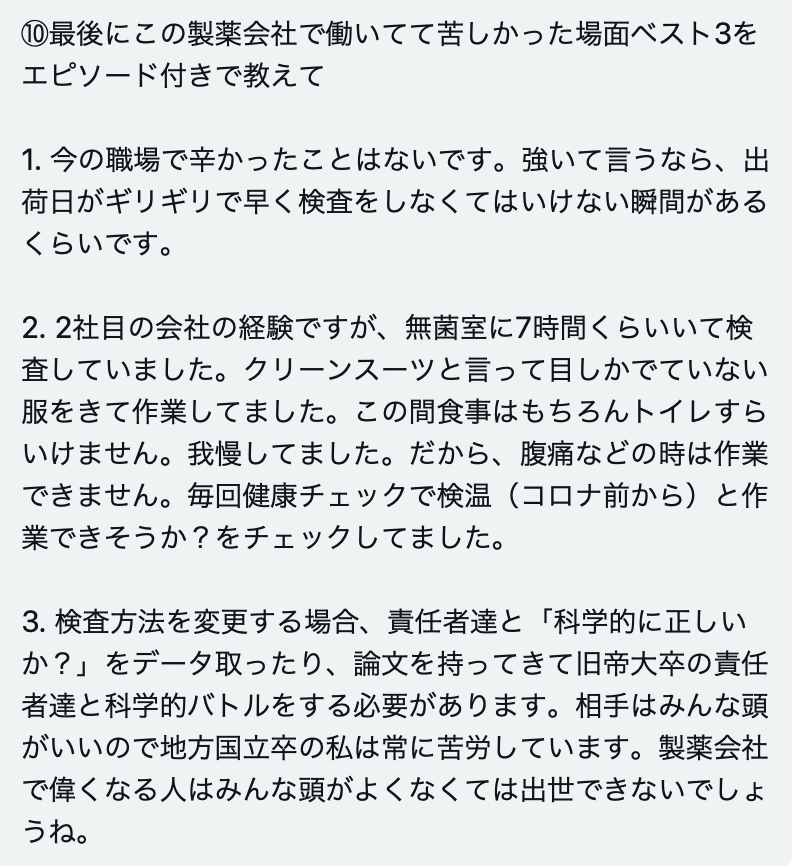 ⑩最後にこの製薬会社で働いてて苦しかった場面ベスト3を
エピソード付きで教えて
1. 今の職場で辛かったことはないです。強いて言うなら、出
荷日がギリギリで早く検査をしなくてはいけない瞬間がある
くらいです。
2. 2社目の会社の経験ですが、無菌室に7時間くらいいて検
査していました。クリーンスーツと言って目しかでていない
服をきて作業してました。この間食事はもちろんトイレすら
いけません。我慢してました。だから、腹痛などの時は作業
できません。毎回健康チェックで検温（コロナ前から）と作
業できそうか？をチェックしてました。
3. 検査方法を変更する場合、責任者達と「科学的に正しい
か？」をデータ取ったり、論文を持ってきて旧帝大卒の責任
者達と科学的バトルをする必要があります。相手はみんな頭
がいいので地方国立卒の私は常に苦労しています。製薬会社
で偉くなる人はみんな頭がよくなくては出世できないでしょ
うね。